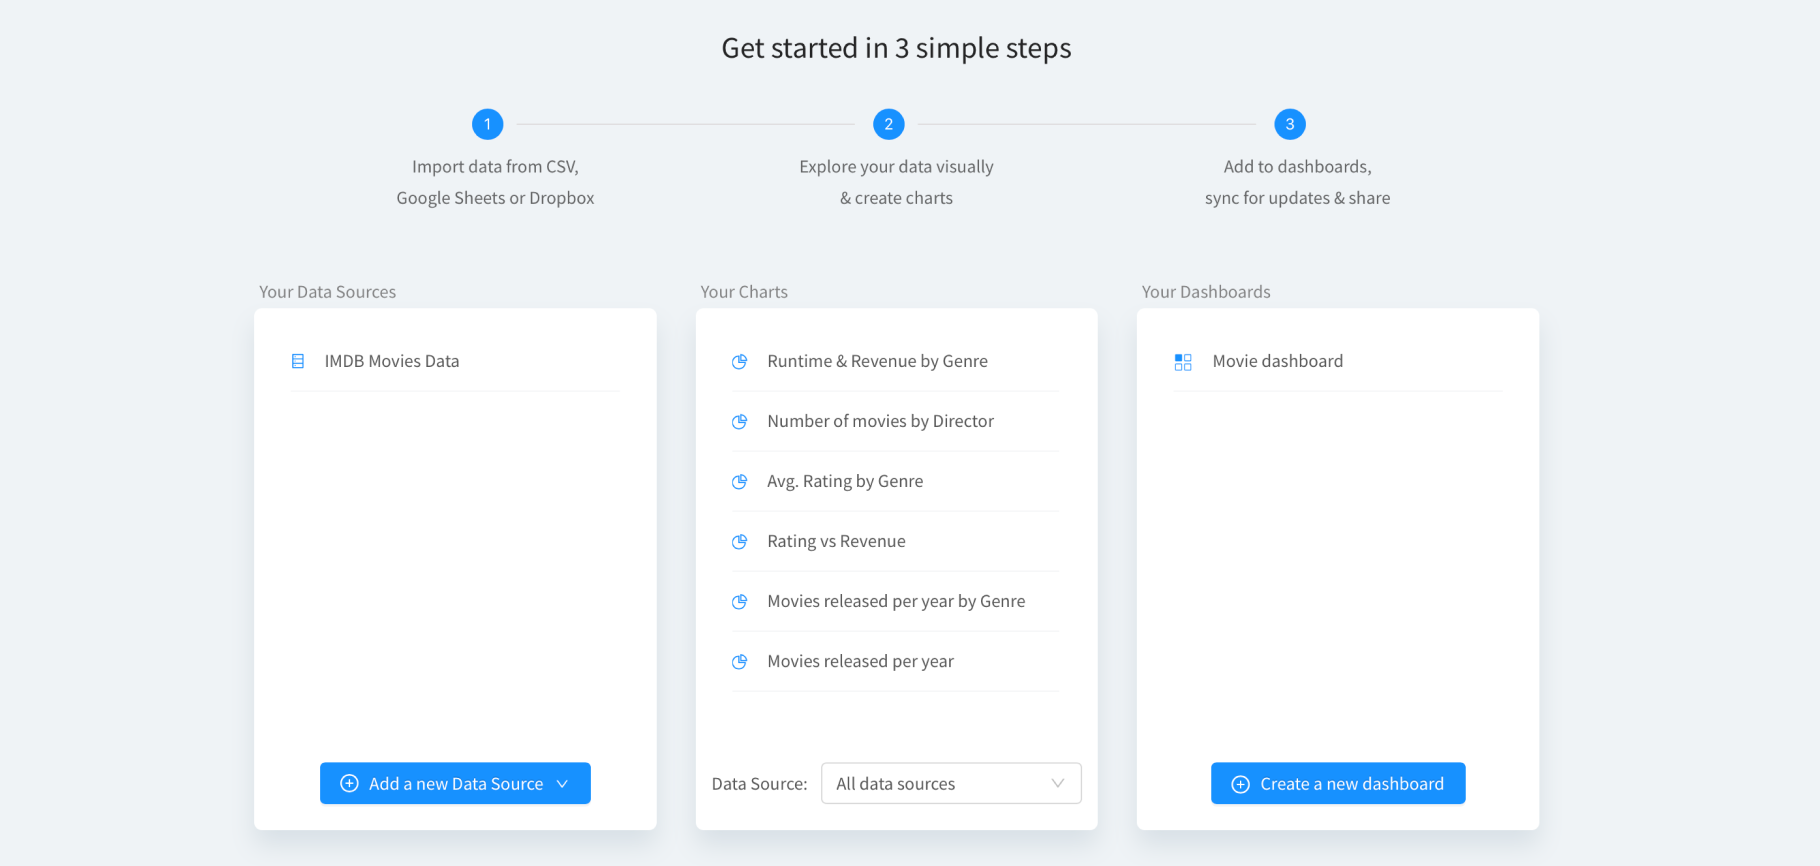 Get started in 3 simple steps
1
Import data from CSV,
Google Sheets or Dropbox
2
Explore your data visually
& create charts
3
Add to dashboards,
sync for updates & share
Your Data Sources
IMDB Movies Data
Add a new Data Source
Your Charts
Runtime & Revenue by Genre
Number of movies by Director
Avg. Rating by Genre
Rating vs Revenue
Movies released per year by Genre
Movies released per year
Data Source: All data sources
Your Dashboards
Movie dashboard
Create a new dashboard